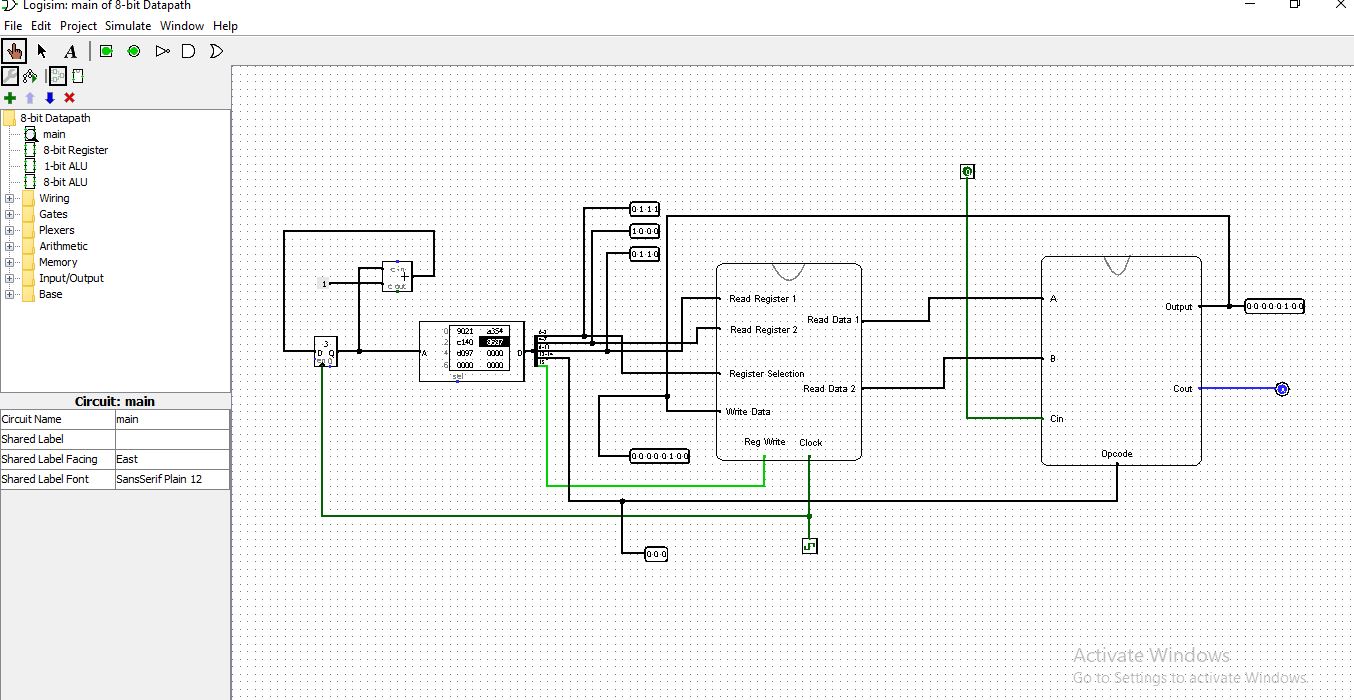 Logisim: main of 8-bit Datapath
File Edit Project Simulate Window Help
A
8-bit Datapath
main
8-bit Register
1-bit ALU
8-bit ALU
Wiring
Gates
Plexers
Arithmetic
Memory
Input/Output
Base
Circuit: main
Circuit Name main
Shared Label
Shared Label Facing East
Shared Label Font SansSerif Plain 12
0 1 1 1
1 0 0 0
0 1 1 0
1
c in
+
c out
3
D Q
A
0 9021 a354
2 c140 8687
4 d097 0000
6 0000 0000
D
sel
Read Register 1
Read Register 2
Register Selection
Write Data
Read Data 1
Read Data 2
Reg Write Clock
0 0 0 0 0 1 0 0
0 0 0
0
A
B
Cin
Output
Cout
Opcode
0 0 0 0 0 1 0 0
Activate Windows
Go to Settings to activate Windows.